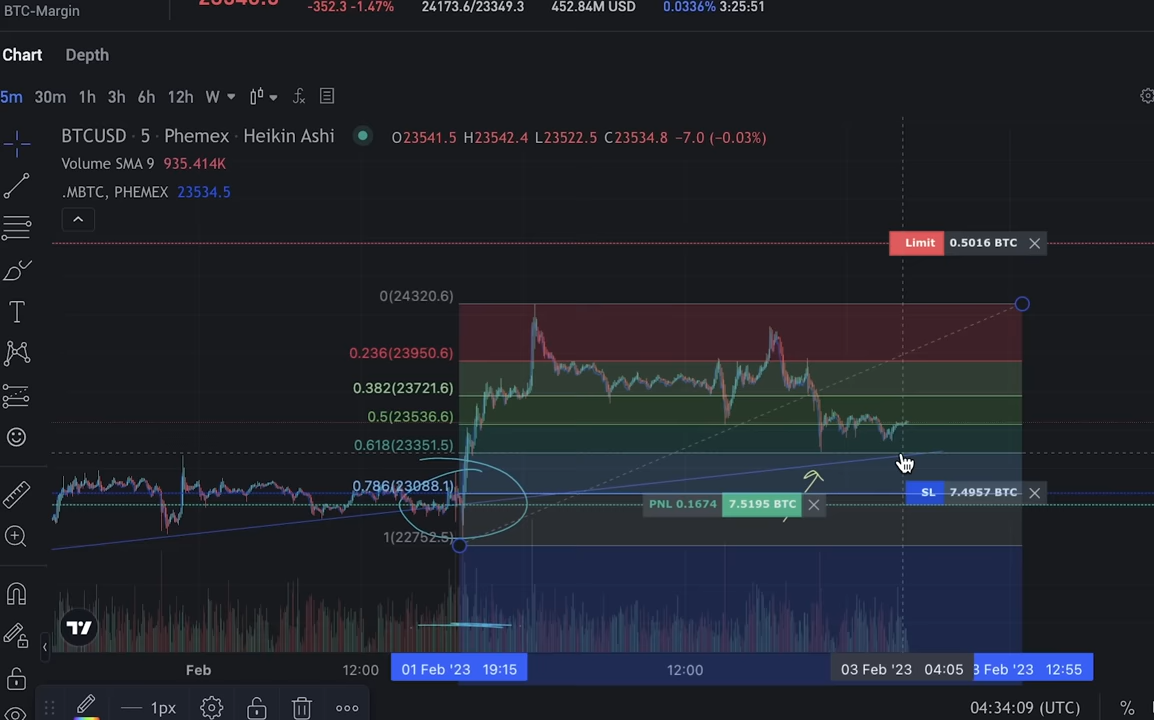 BTC-Margin
-352.3 -1.47% 24173.6/23349.3 452.84M USD 0.0336% 3:25:51
Chart Depth
5m 30m 1h 3h 6h 12h W
BTCUSD · 5 · Phemex · Heikin Ashi O23541.5 H23542.4 L23522.5 C23534.8 −7.0 (−0.03%)
Volume SMA 9 935.414K
.MBTC, PHEMEX 23534.5
Limit 0.5016 BTC
0(24320.6)
0.236(23950.6)
0.382(23721.6)
0.5(23536.6)
0.618(23351.5)
0.786(23088.1)
SL 7.4957 BTC
PNL 0.1674 7.5195 BTC
1(22752.5)
Feb 12:00 01 Feb '23 19:15 12:00 03 Feb '23 04:05 3 Feb '23 12:55
1px 04:34:09 (UTC) %